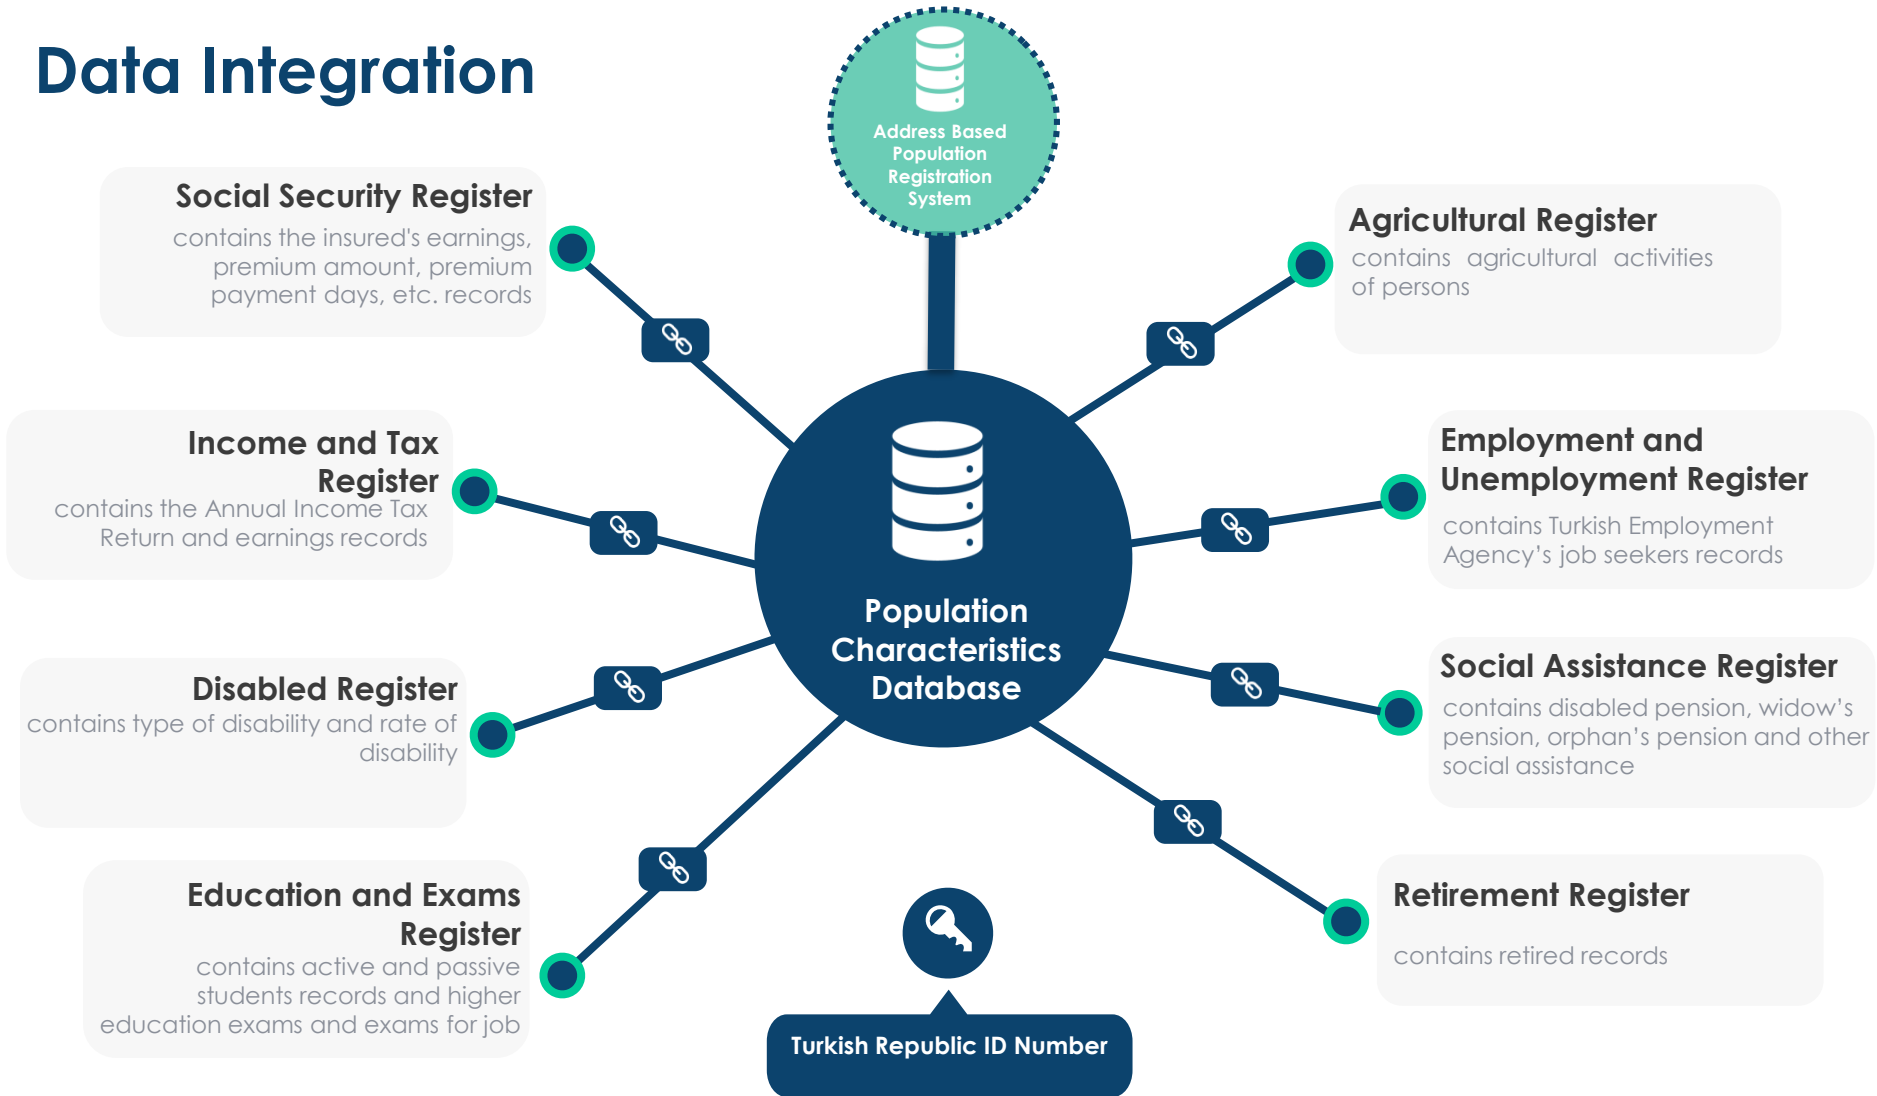 Data Integration
Address Based
Population
Registration
System
Social Security Register
contains the insured's earnings,
premium amount, premium
payment days, etc. records
Income and Tax
Register
contains the Annual Income Tax
Return and earnings records
Disabled Register
contains type of disability and rate of
disability
Education and Exams
Register
contains active and passive
students records and higher
education exams and exams for job
Population
Characteristics
Database
Turkish Republic ID Number
Agricultural Register
contains agricultural activities
of persons
Employment and
Unemployment Register
contains Turkish Employment
Agency’s job seekers records
Social Assistance Register
contains disabled pension, widow’s
pension, orphan’s pension and other
social assistance
Retirement Register
contains retired records